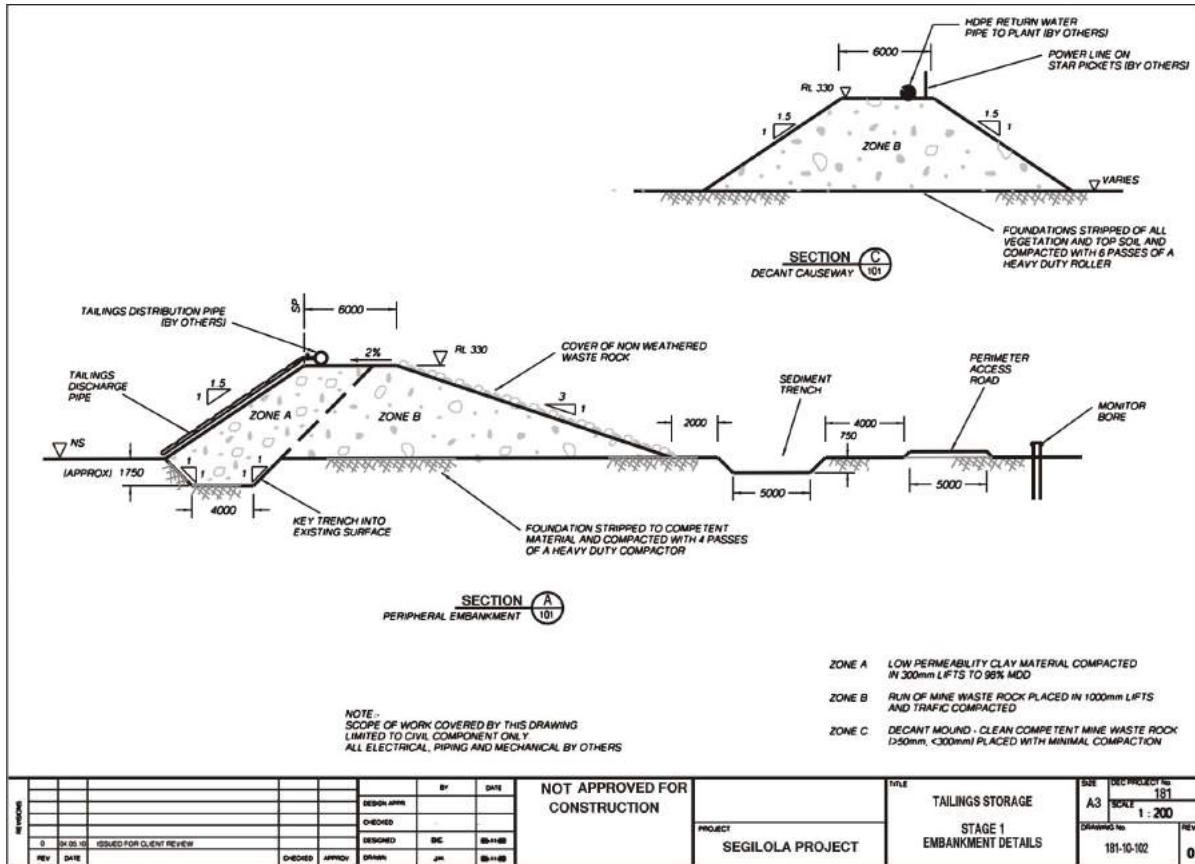 HDPE RETURN WATER
PIPE TO PLANT (BY OTHERS)
6000
POWER LINE ON
STAR PICKETS (BY OTHERS)
RL 330
1.5
1
1.5
1
ZONE B
VARIES
FOUNDATIONS STRIPPED OF ALL
VEGETATION AND TOP SOIL AND
COMPACTED WITH 6 PASSES OF A
HEAVY DUTY ROLLER
SECTION C
DECANT CAUSEWAY 101
TAILINGS DISTRIBUTION PIPE
(BY OTHERS)
SP
6000
2%
RL 330
COVER OF NON WEATHERED
WASTE ROCK
TAILINGS
DISCHARGE
PIPE
1.5
1
ZONE A
ZONE B
3
1
SEDIMENT
TRENCH
PERIMETER
ACCESS
ROAD
MONITOR
BORE
2000
4000
750
NS
(APPROX) 1750
1
1
1
1
4000
5000
5000
KEY TRENCH INTO
EXISTING SURFACE
FOUNDATION STRIPPED TO COMPETENT
MATERIAL AND COMPACTED WITH 4 PASSES
OF A HEAVY DUTY COMPACTOR
SECTION A
PERIPHERAL EMBANKMENT 101
ZONE A LOW PERMEABILITY CLAY MATERIAL COMPACTED
IN 300mm LIFTS TO 98% MDD
ZONE B RUN OF MINE WASTE ROCK PLACED IN 1000mm LIFTS
AND TRAFIC COMPACTED
ZONE C DECANT MOUND - CLEAN COMPETENT MINE WASTE ROCK
(>50mm, <300mm) PLACED WITH MINIMAL COMPACTION
NOTE:-
SCOPE OF WORK COVERED BY THIS DRAWING
LIMITED TO CIVIL COMPONENT ONLY.
ALL ELECTRICAL, PIPING AND MECHANICAL BY OTHERS
REVISIONS
0 04.05.10 ISSUED FOR CLIENT REVIEW
REV DATE CHECKED APPROV
BY DATE
DESIGN APPR
CHECKED
DESIGNED
DRAWN
NOT APPROVED FOR
CONSTRUCTION
PROJECT
SEGILOLA PROJECT
TITLE
TAILINGS STORAGE
STAGE 1
EMBANKMENT DETAILS
SIZE
A3
DEC PROJECT No
181
SCALE
1 : 200
DRAWING No.
181-10-102
REV
0